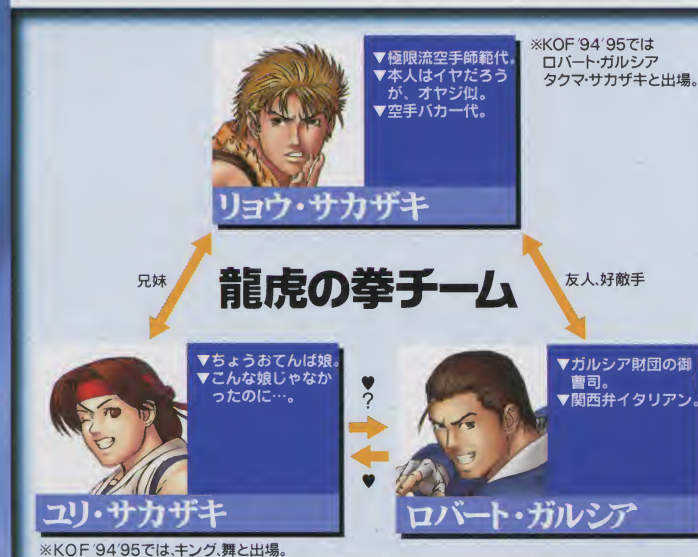 ※KOF'94'95では
ロバート・ガルシア
タクマ・サカザキと出場。
▼極限流空手師範代。
▼本人はイヤだろう
が、オヤジ似。
▼空手バカ一代。
リョウ・サカザキ
兄妹
龍虎の拳チーム
友人、好敵手
▼ちょうおてんば娘。
▼こんな娘じゃなか
ったのに…。
♥
?
♥
▼ガルシア財団の御
曹司。
▼関西弁イタリアン。
ユリ・サカザキ
ロバート・ガルシア
※KOF'94'95では、キング、舞と出場。